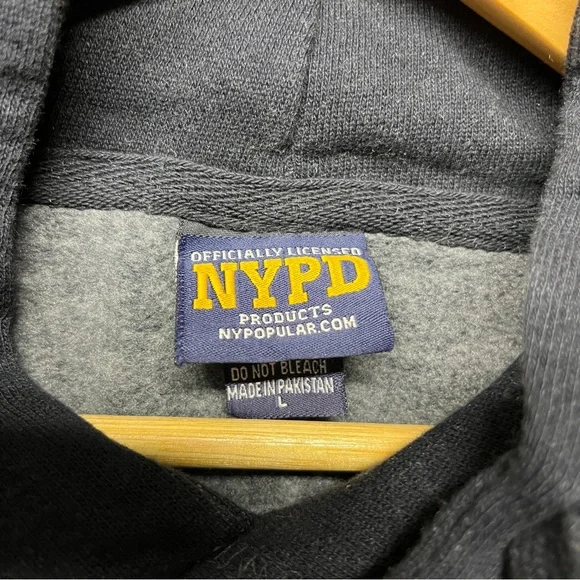 OFFICIALLY LICENSED
NYPD
PRODUCTS
NYPOPULAR.COM
DO NOT BLEACH
MADE IN PAKISTAN
L